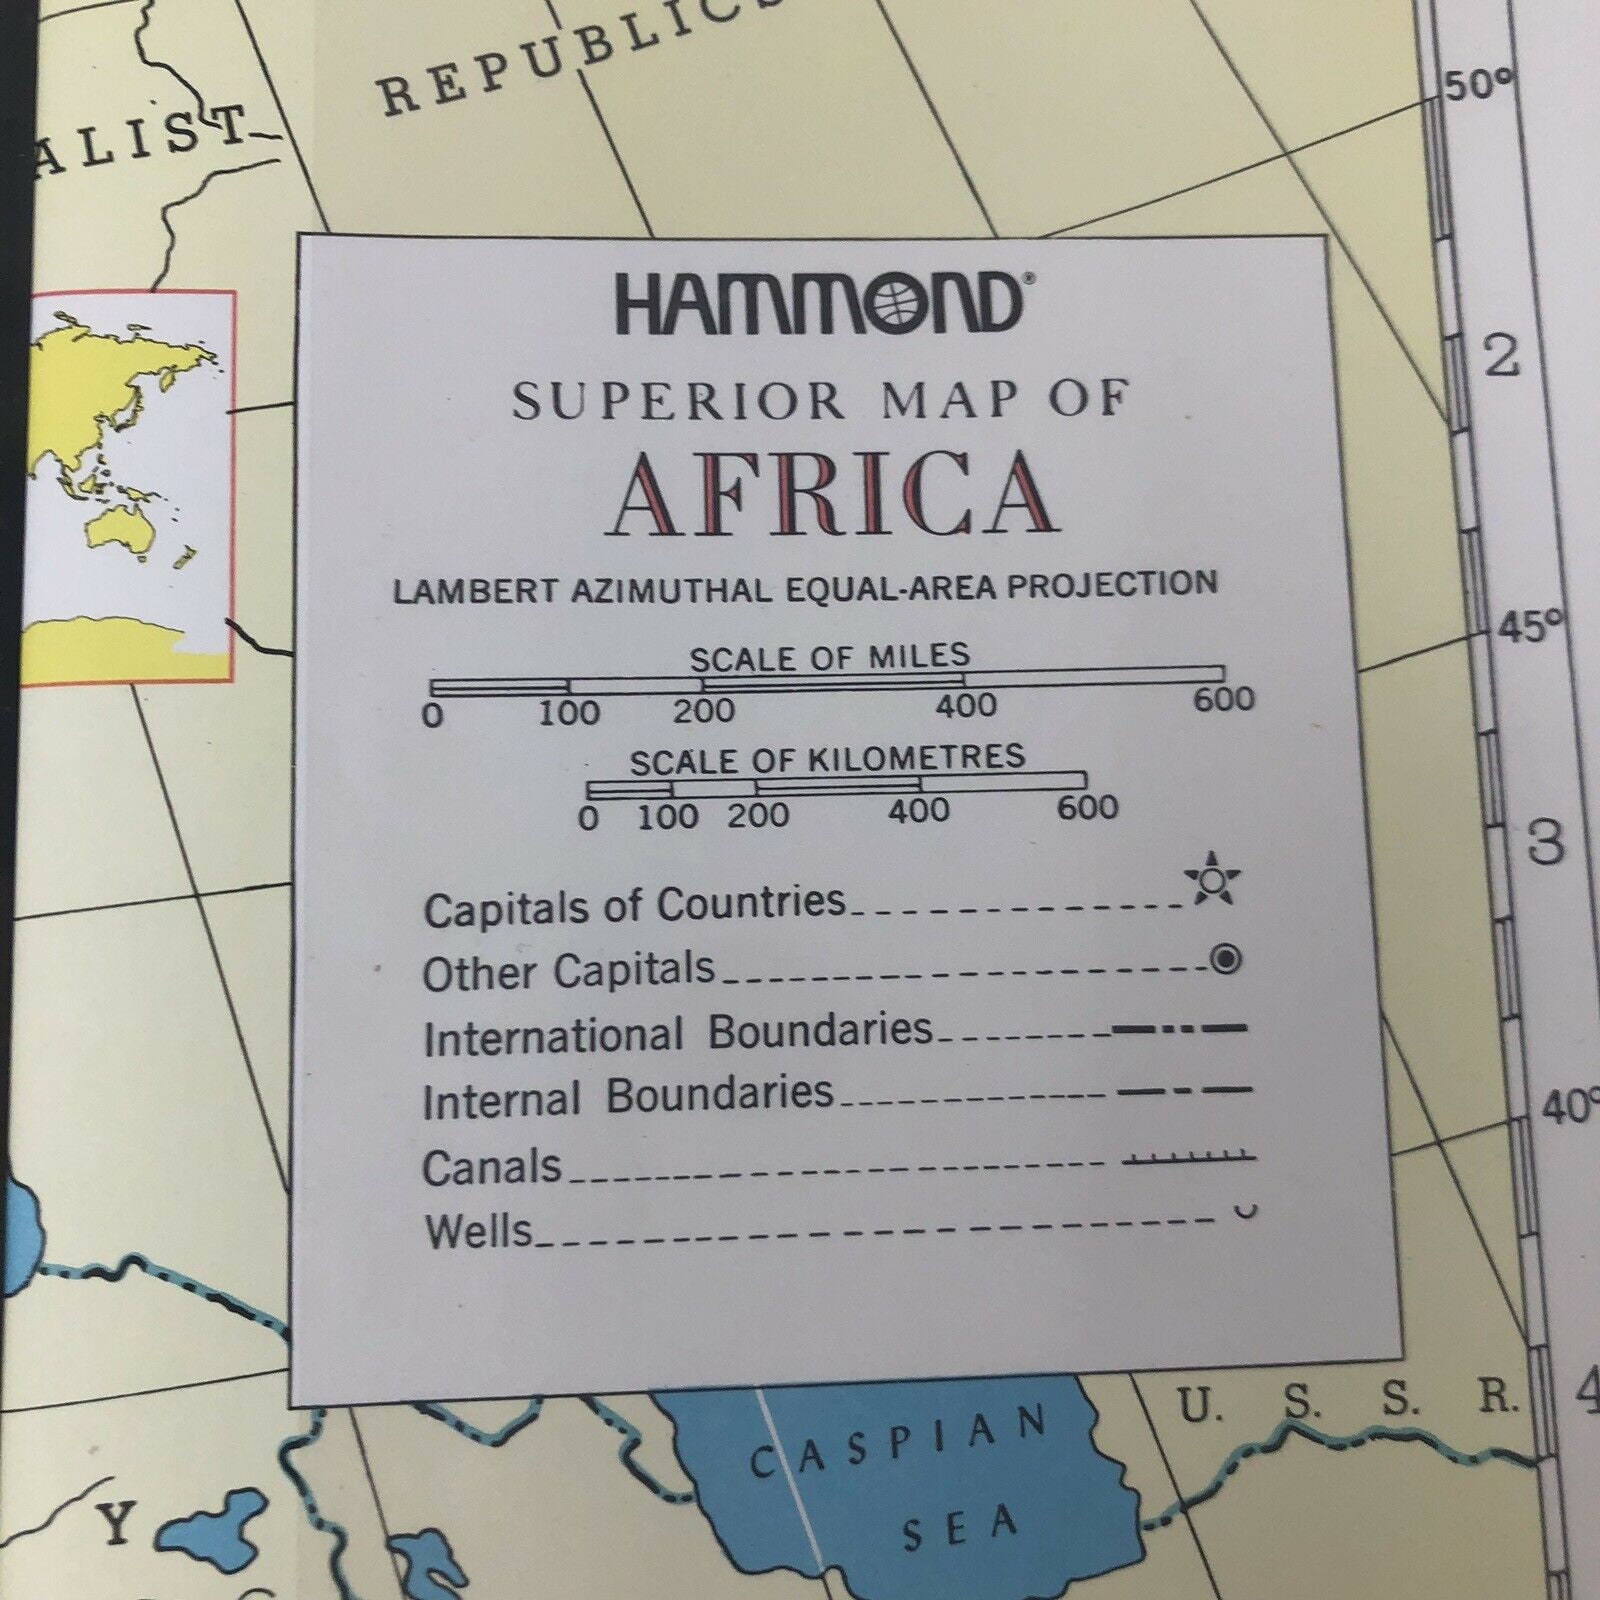 REPUBLICS
ALIST
50°
HAMMOND®
SUPERIOR MAP OF
AFRICA
LAMBERT AZIMUTHAL EQUAL-AREA PROJECTION
SCALE OF MILES
0 100 200 400 600
SCALE OF KILOMETRES
0 100 200 400 600
Capitals of Countries
Other Capitals
International Boundaries
Internal Boundaries
Canals
Wells
2
45°
3
40°
4
U. S. S. R.
CASPIAN
SEA
Y